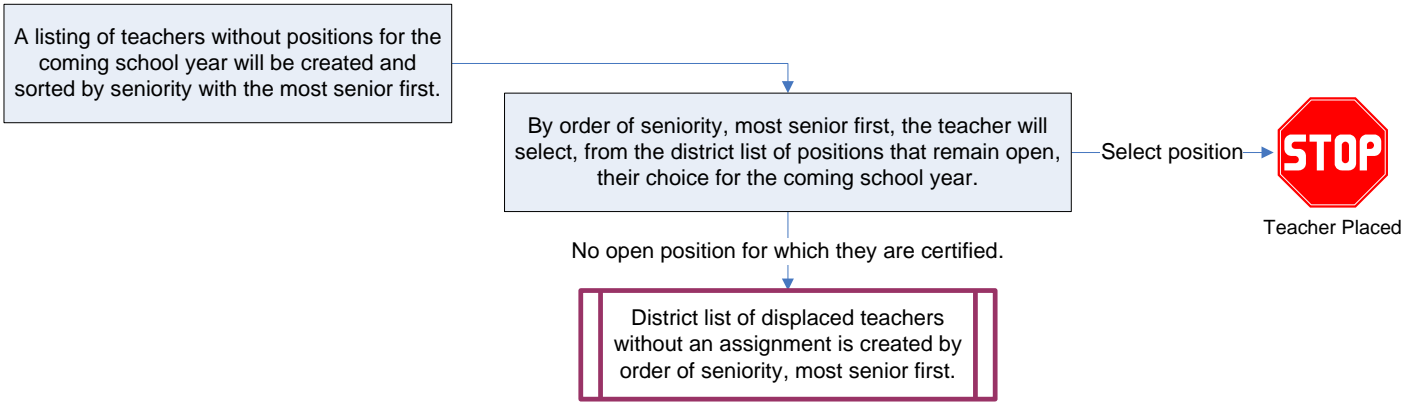 A listing of teachers without positions for the
coming school year will be created and
sorted by seniority with the most senior first.
By order of seniority, most senior first, the teacher will
select, from the district list of positions that remain open,
their choice for the coming school year.
Select position
STOP
Teacher Placed
No open position for which they are certified.
District list of displaced teachers
without an assignment is created by
order of seniority, most senior first.